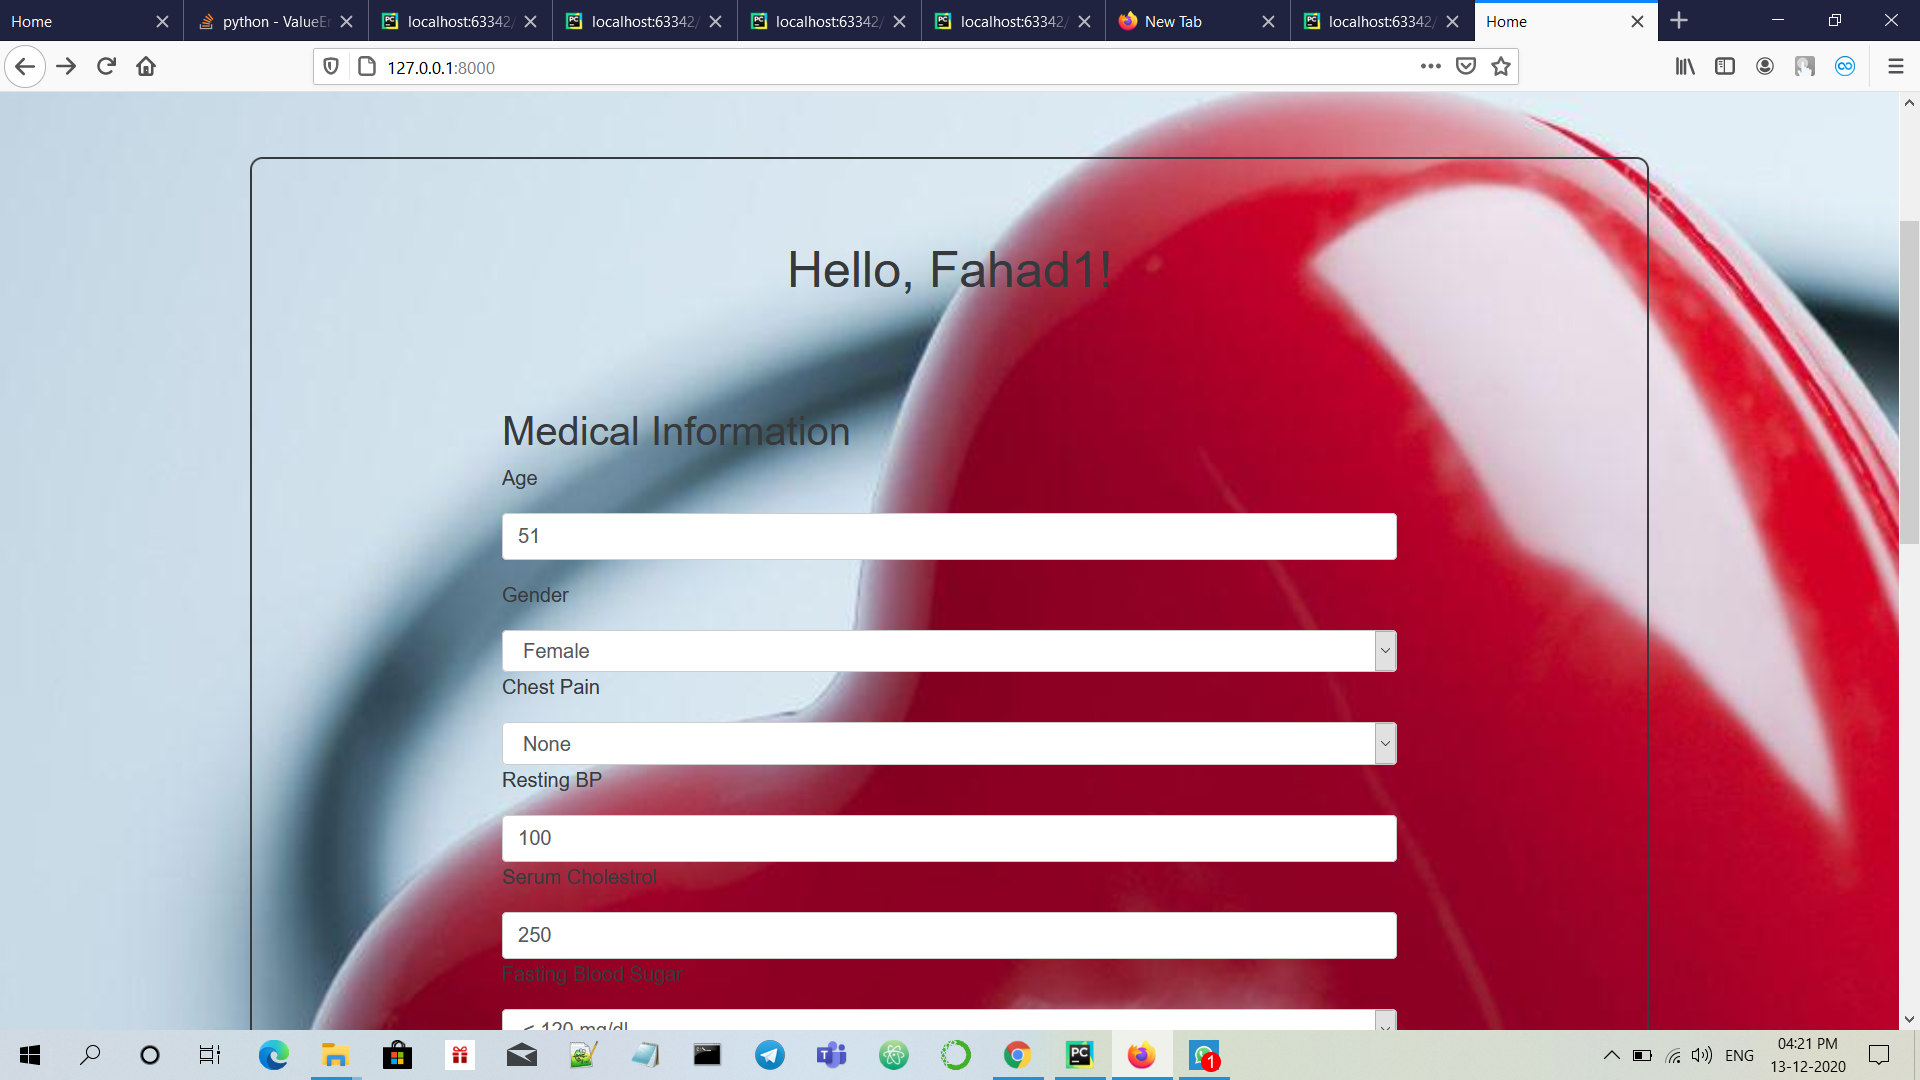 Home
python - ValueEr
localhost:63342/
localhost:63342/
localhost:63342/
localhost:63342/
New Tab
localhost:63342/
Home
127.0.0.1:8000
Hello, Fahad1!
Medical Information
Age
51
Gender
Female
Chest Pain
None
Resting BP
100
Serum Cholestrol
250
Fasting Blood Sugar
< 120 mg/dl
PC
1
ENG
04:21 PM
13-12-2020